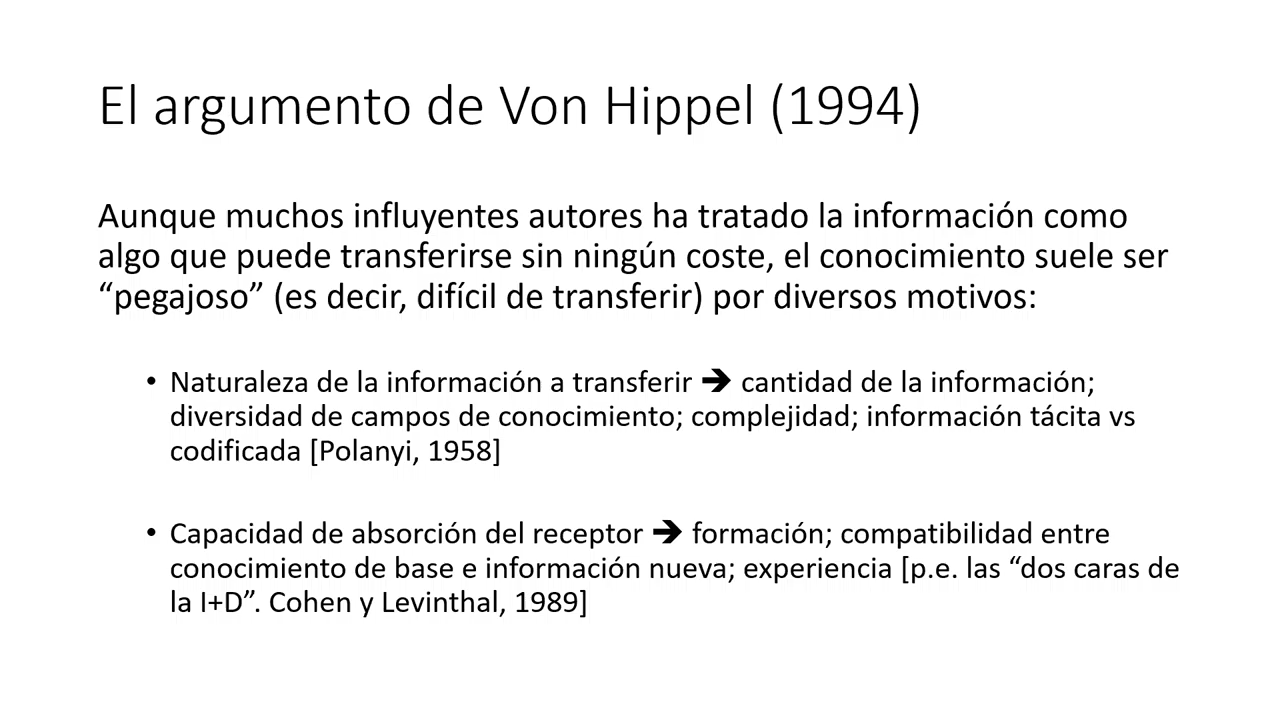 El argumento de Von Hippel (1994)
Aunque muchos influyentes autores ha tratado la información como
algo que puede transferirse sin ningún coste, el conocimiento suele ser
“pegajoso” (es decir, difícil de transferir) por diversos motivos:
• Naturaleza de la información a transferir ➔ cantidad de la información;
diversidad de campos de conocimiento; complejidad; información tácita vs
codificada [Polanyi, 1958]
• Capacidad de absorción del receptor ➔ formación; compatibilidad entre
conocimiento de base e información nueva; experiencia [p.e. las “dos caras de
la I+D”. Cohen y Levinthal, 1989]